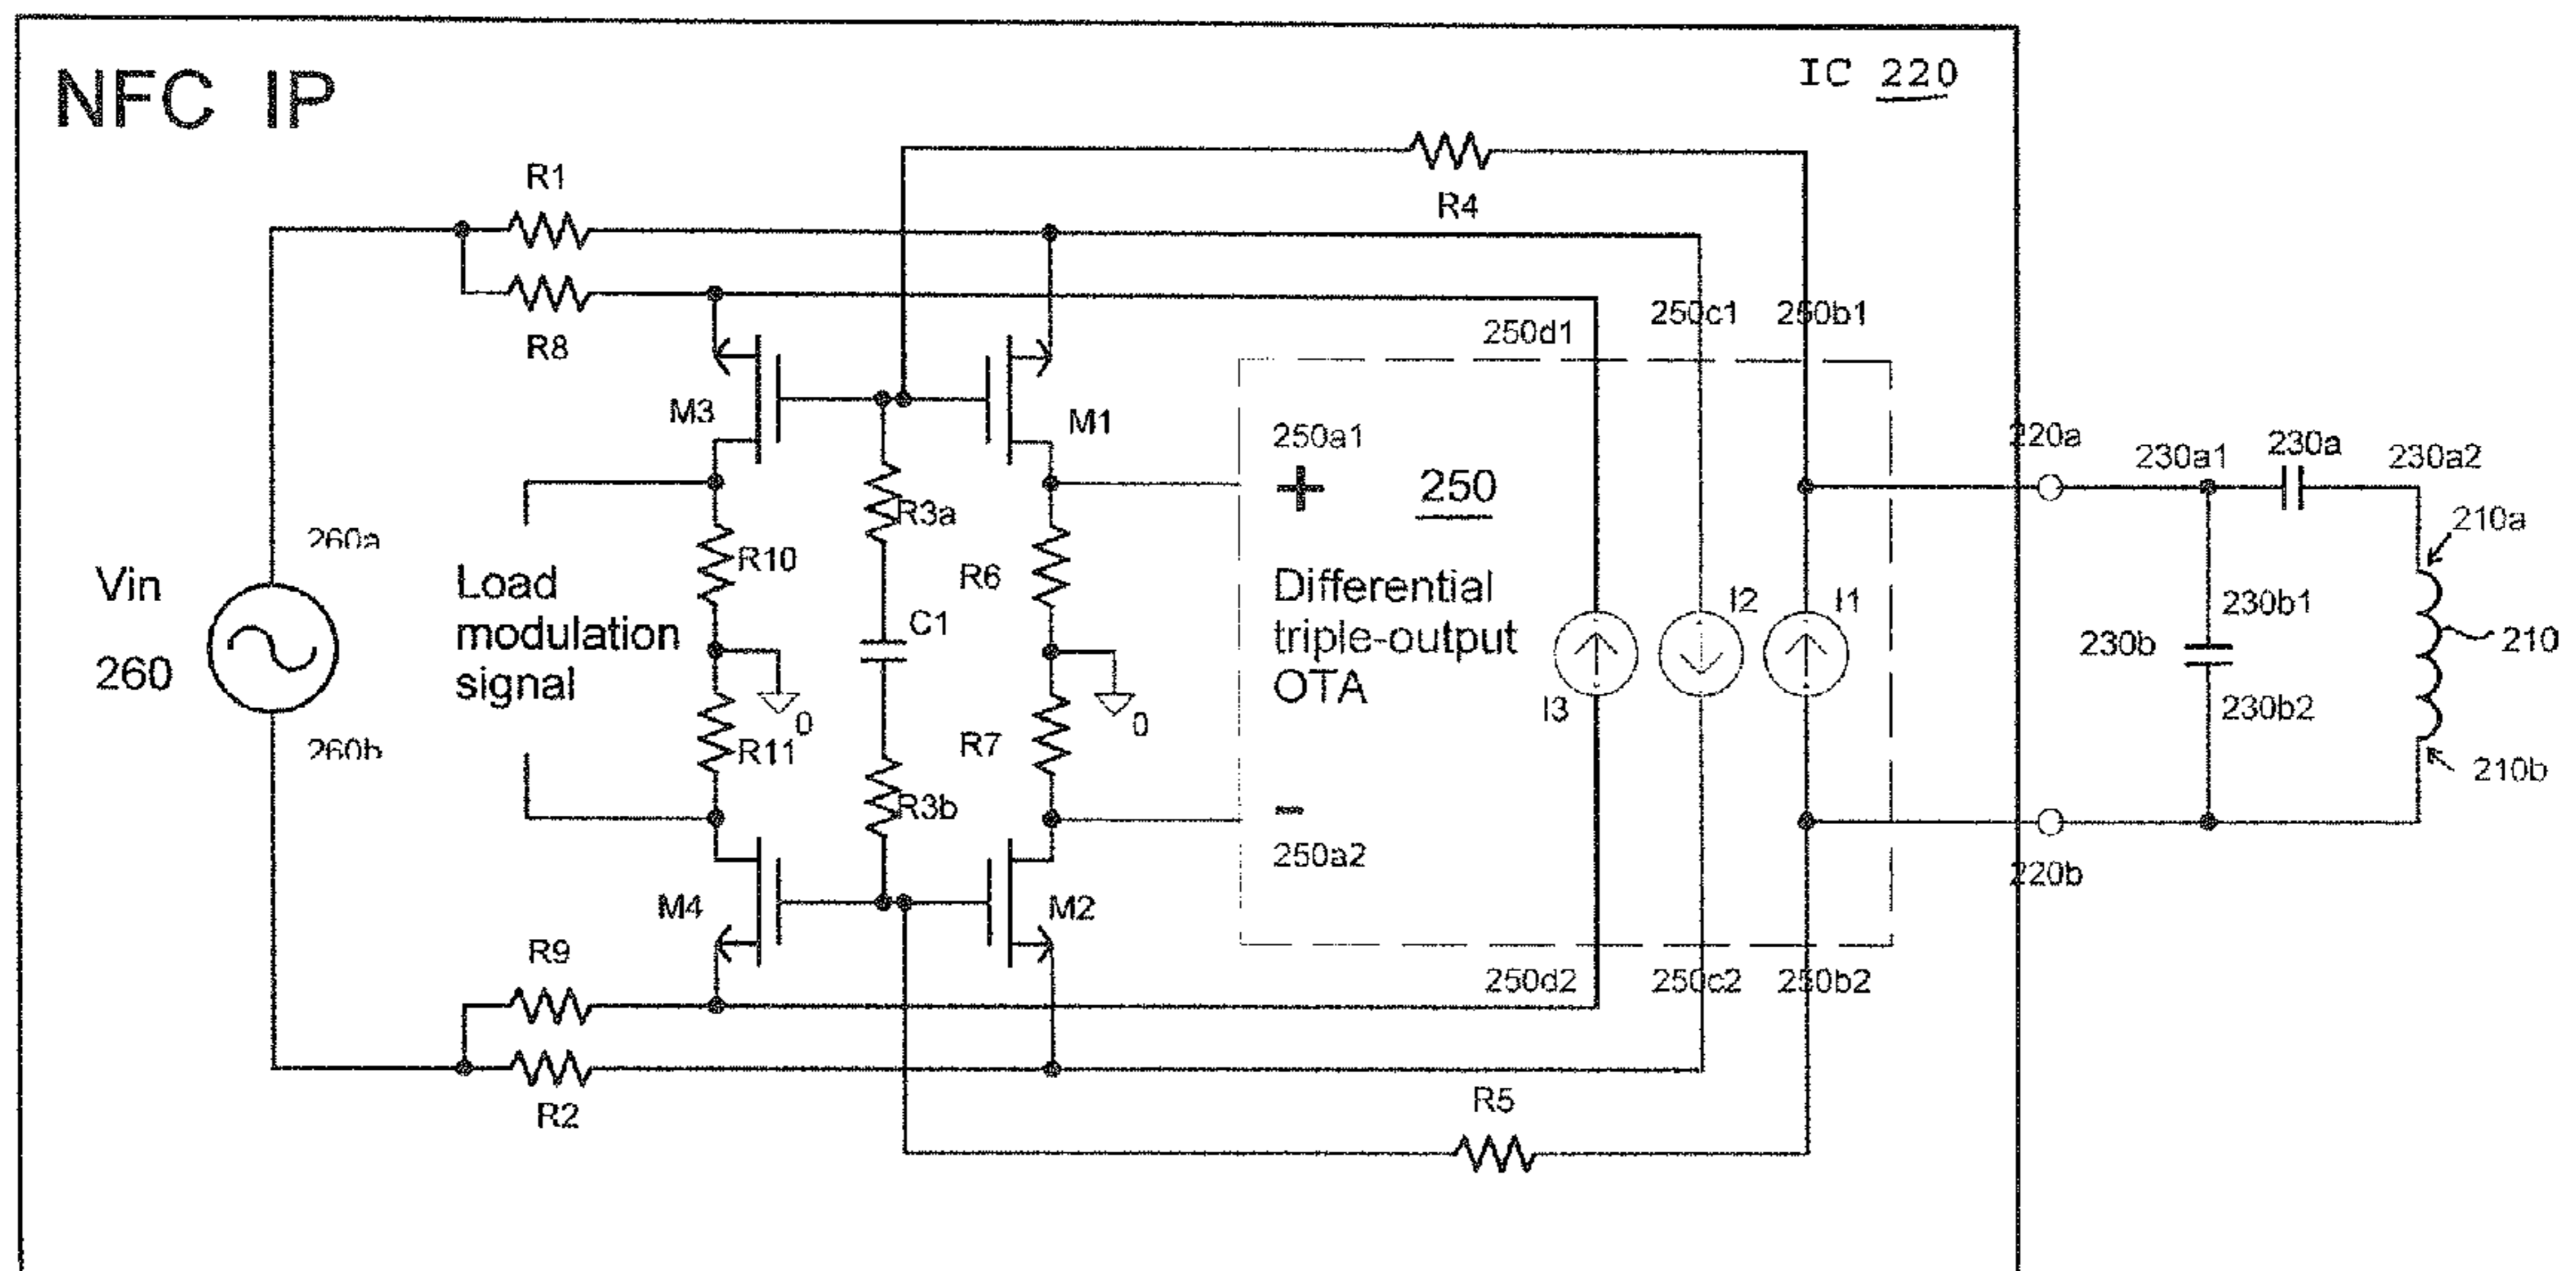 NFC IP
IC 220
R1
R4
R8
250d1
250c1
250b1
M3
M1
250a1
+
250
220a
230a1
230a
230a2
R3a
210a
260a
R10
R6
Vin
260
Load
modulation
signal
C1
Differential
triple-output
OTA
I3
I2
I1
230b1
230b
230b2
210
0
0
260b
R11
R7
R3b
210b
-
250a2
220b
M4
M2
R9
250d2
250c2
250b2
R2
R5